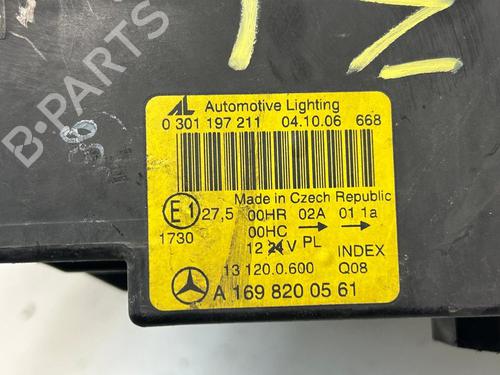 AL Automotive Lighting
0 301 197 211 04.10.06 668
Made in Czech Republic
E1 27,5 00HR 02A 01 1a
1730 00HC → →
12 24 V PL INDEX
13 120.0.600 Q08
A 169 820 05 61
B-PARTS